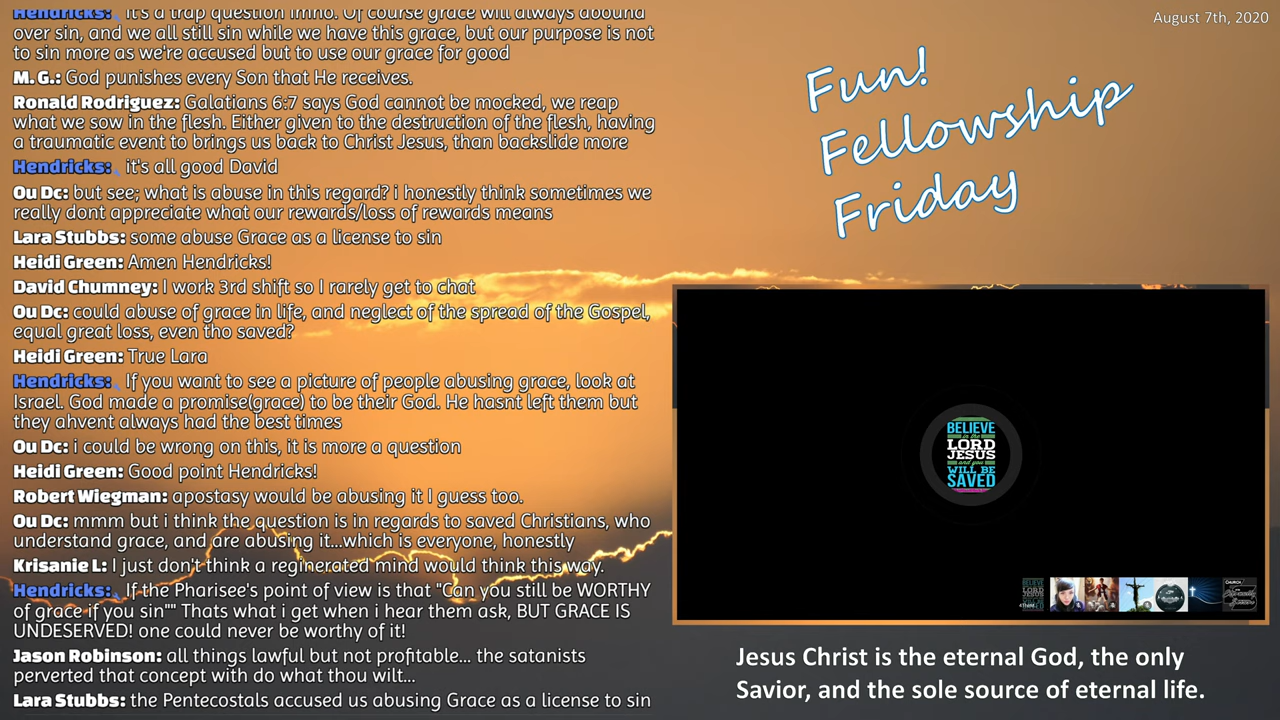 Hendricks: it's a trap question imho. Of course grace will always abound
over sin, and we all still sin while we have this grace, but our purpose is not
to sin more as we're accused but to use our grace for good
M. G.: God punishes every Son that He receives.
Ronald Rodriguez: Galatians 6:7 says God cannot be mocked, we reap
what we sow in the flesh. Either given to the destruction of the flesh, having
a traumatic event to brings us back to Christ Jesus, than backslide more
Hendricks: it's all good David
Ou Dc: but see; what is abuse in this regard? i honestly think sometimes we
really dont appreciate what our rewards/loss of rewards means
Lara Stubbs: some abuse Grace as a license to sin
Heidi Green: Amen Hendricks!
David Chumney: I work 3rd shift so I rarely get to chat
Ou Dc: could abuse of grace in life, and neglect of the spread of the Gospel,
equal great loss, even tho saved?
Heidi Green: True Lara
Hendricks: If you want to see a picture of people abusing grace, look at
Israel. God made a promise(grace) to be their God. He hasnt left them but
they ahvent always had the best times
Ou Dc: i could be wrong on this, it is more a question
Heidi Green: Good point Hendricks!
Robert Wiegman: apostasy would be abusing it I guess too.
Ou Dc: mmm but i think the question is in regards to saved Christians, who
understand grace, and are abusing it...which is everyone, honestly
Krisanie L: I just don't think a reginerated mind would think this way.
Hendricks: If the Pharisee's point of view is that "Can you still be WORTHY
of grace if you sin"" Thats what i get when i hear them ask, BUT GRACE IS
UNDESERVED! one could never be worthy of it!
Jason Robinson: all things lawful but not profitable... the satanists
perverted that concept with do what thou wilt...
Lara Stubbs: the Pentecostals accused us abusing Grace as a license to sin
August 7th, 2020
Fun!
Fellowship
Friday
BELIEVE
in the
LORD
JESUS
and you
WILL BE
SAVED
CHURCH
Jesus Christ is the eternal God, the only
Savior, and the sole source of eternal life.